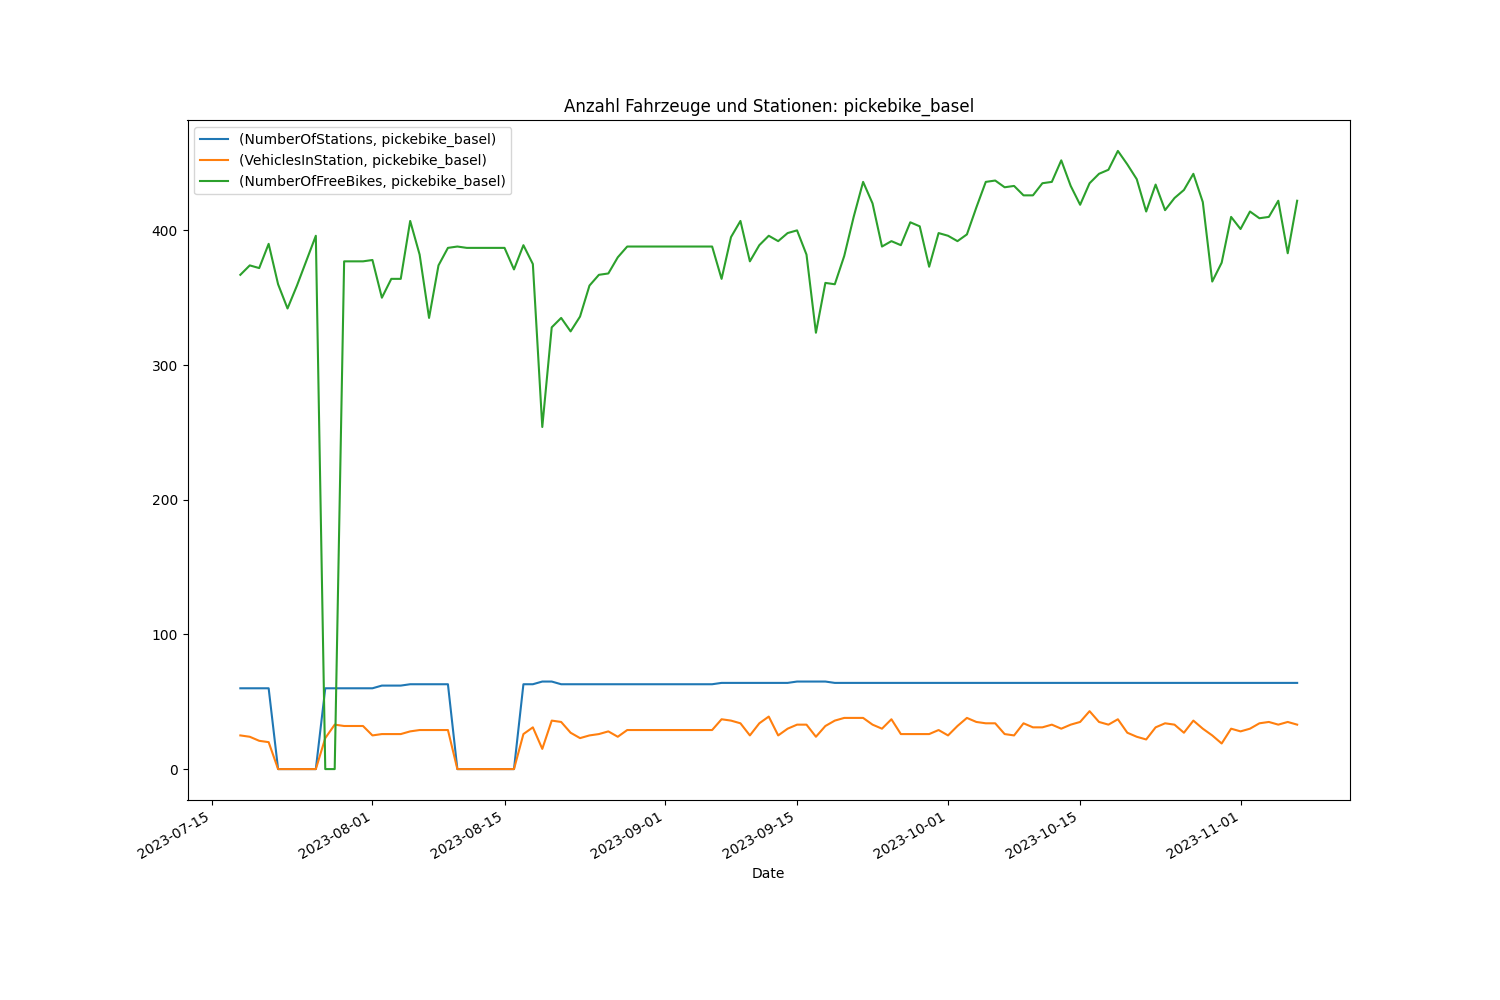 Anzahl Fahrzeuge und Stationen: pickebike_basel
(NumberOfStations, pickebike_basel)
(VehiclesInStation, pickebike_basel)
(NumberOfFreeBikes, pickebike_basel)
400
300
200
100
0
2023-07-15
2023-08-01
2023-08-15
2023-09-01
2023-09-15
2023-10-01
2023-10-15
2023-11-01
Date